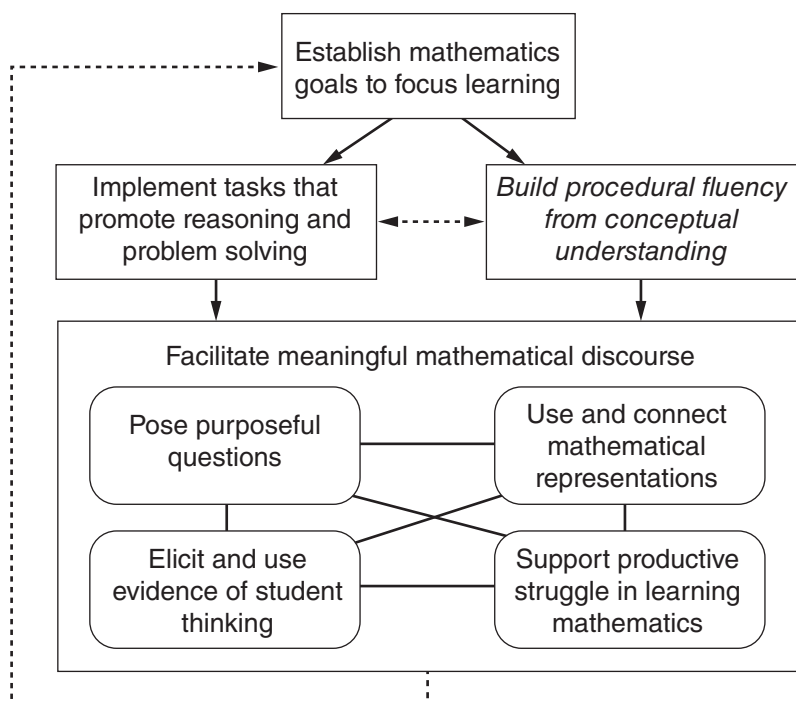 Establish mathematics
goals to focus learning
Implement tasks that
promote reasoning and
problem solving
Build procedural fluency
from conceptual
understanding
Facilitate meaningful mathematical discourse
Pose purposeful
questions
Use and connect
mathematical
representations
Elicit and use
evidence of student
thinking
Support productive
struggle in learning
mathematics